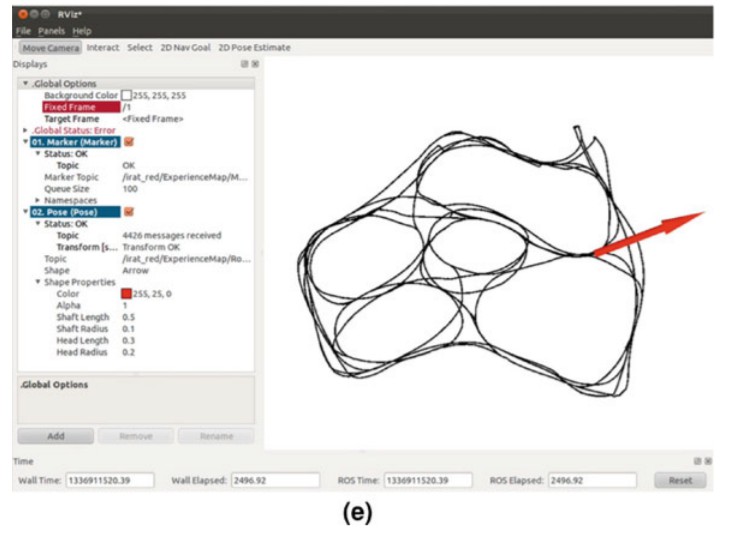 RViz*
File Panels Help
Move Camera Interact Select 2D Nav Goal 2D Pose Estimate
Displays
.Global Options
Background Color 255, 255, 255
Fixed Frame /1
Target Frame <Fixed Frame>
.Global Status: Error
01. Marker (Marker)
Status: OK
Topic OK
Marker Topic /irat_red/ExperienceMap/M...
Queue Size 100
Namespaces
02. Pose (Pose)
Status: OK
Topic 4426 messages received
Transform [s... Transform OK
Topic /irat_red/ExperienceMap/Ro...
Shape Arrow
Shape Properties
Color 255, 25, 0
Alpha 1
Shaft Length 0.5
Shaft Radius 0.1
Head Length 0.3
Head Radius 0.2
.Global Options
Add Remove Rename
Time
Wall Time: 1336911520.39 Wall Elapsed: 2496.92 ROS Time: 1336911520.39 ROS Elapsed: 2496.92 Reset
(e)